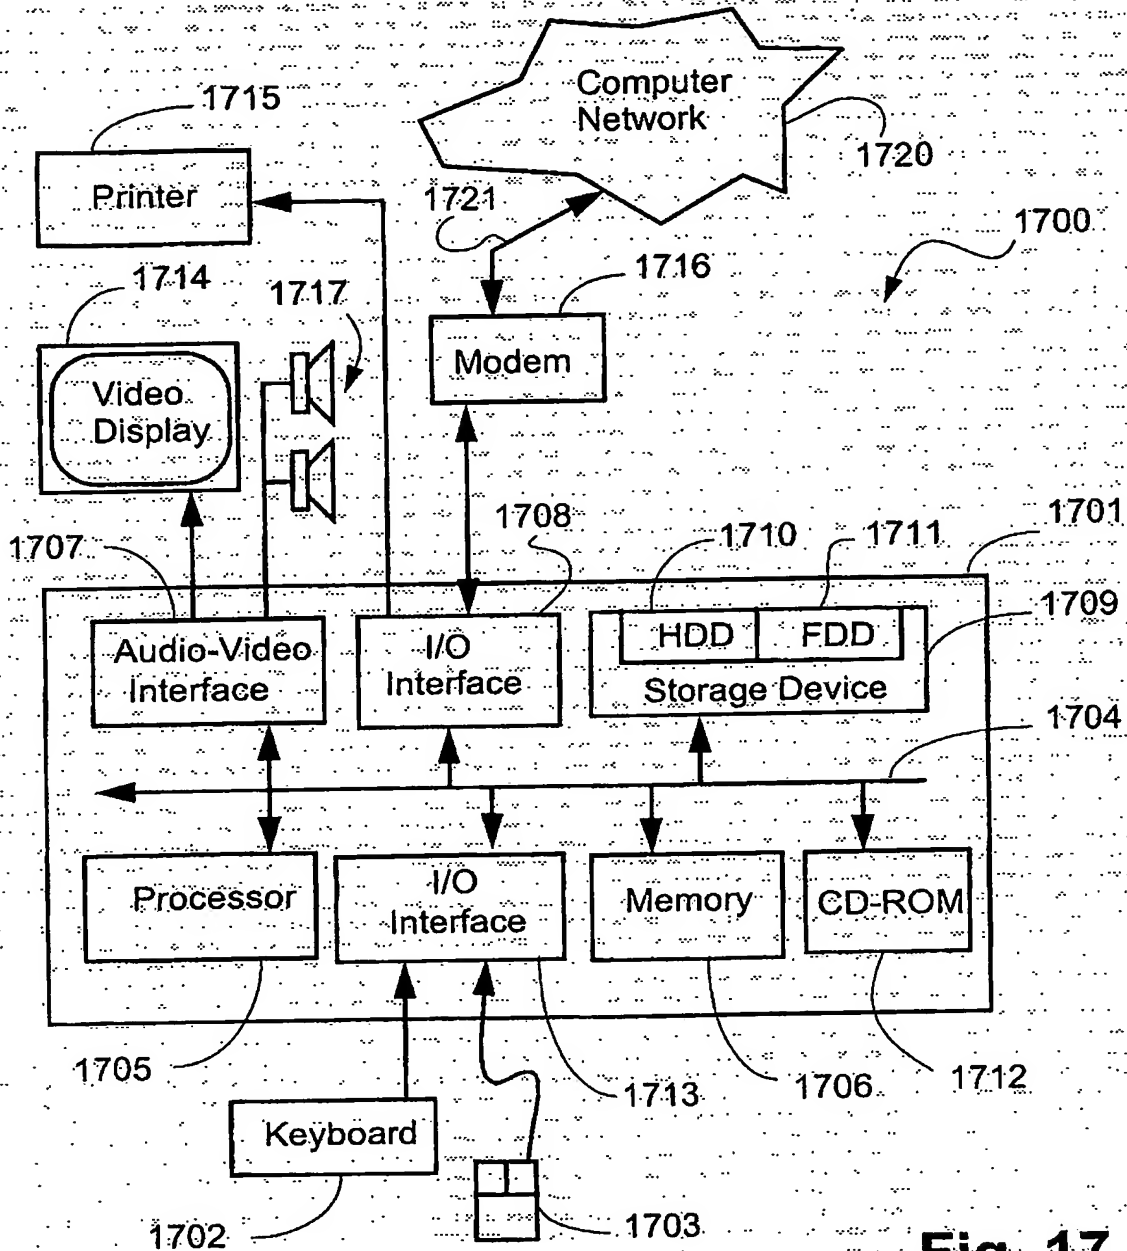 Computer
Network
1715
1720
Printer
1721
1700
1714
1717
1716
Video
Display
Modem
1707
1708
1710
1711
1701
1709
Audio-Video
Interface
I/O
Interface
HDD
FDD
Storage Device
1704
Processor
I/O
Interface
Memory
CD-ROM
1705
1713
1706
1712
Keyboard
1702
1703
Fig. 17